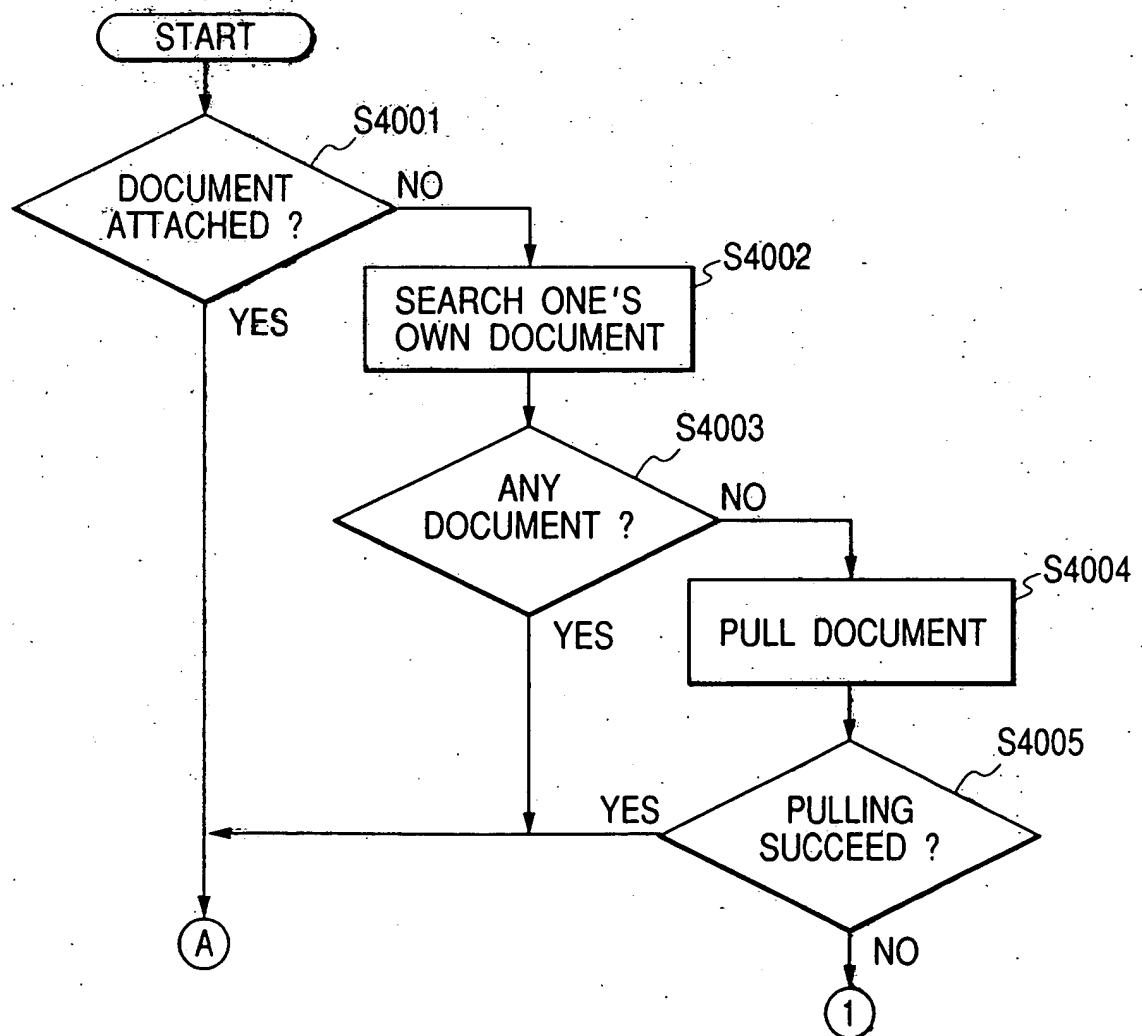 START
S4001
DOCUMENT
ATTACHED ?
NO
YES
S4002
SEARCH ONE'S
OWN DOCUMENT
S4003
ANY
DOCUMENT ?
NO
YES
S4004
PULL DOCUMENT
S4005
PULLING
SUCCEED ?
YES
NO
A
1